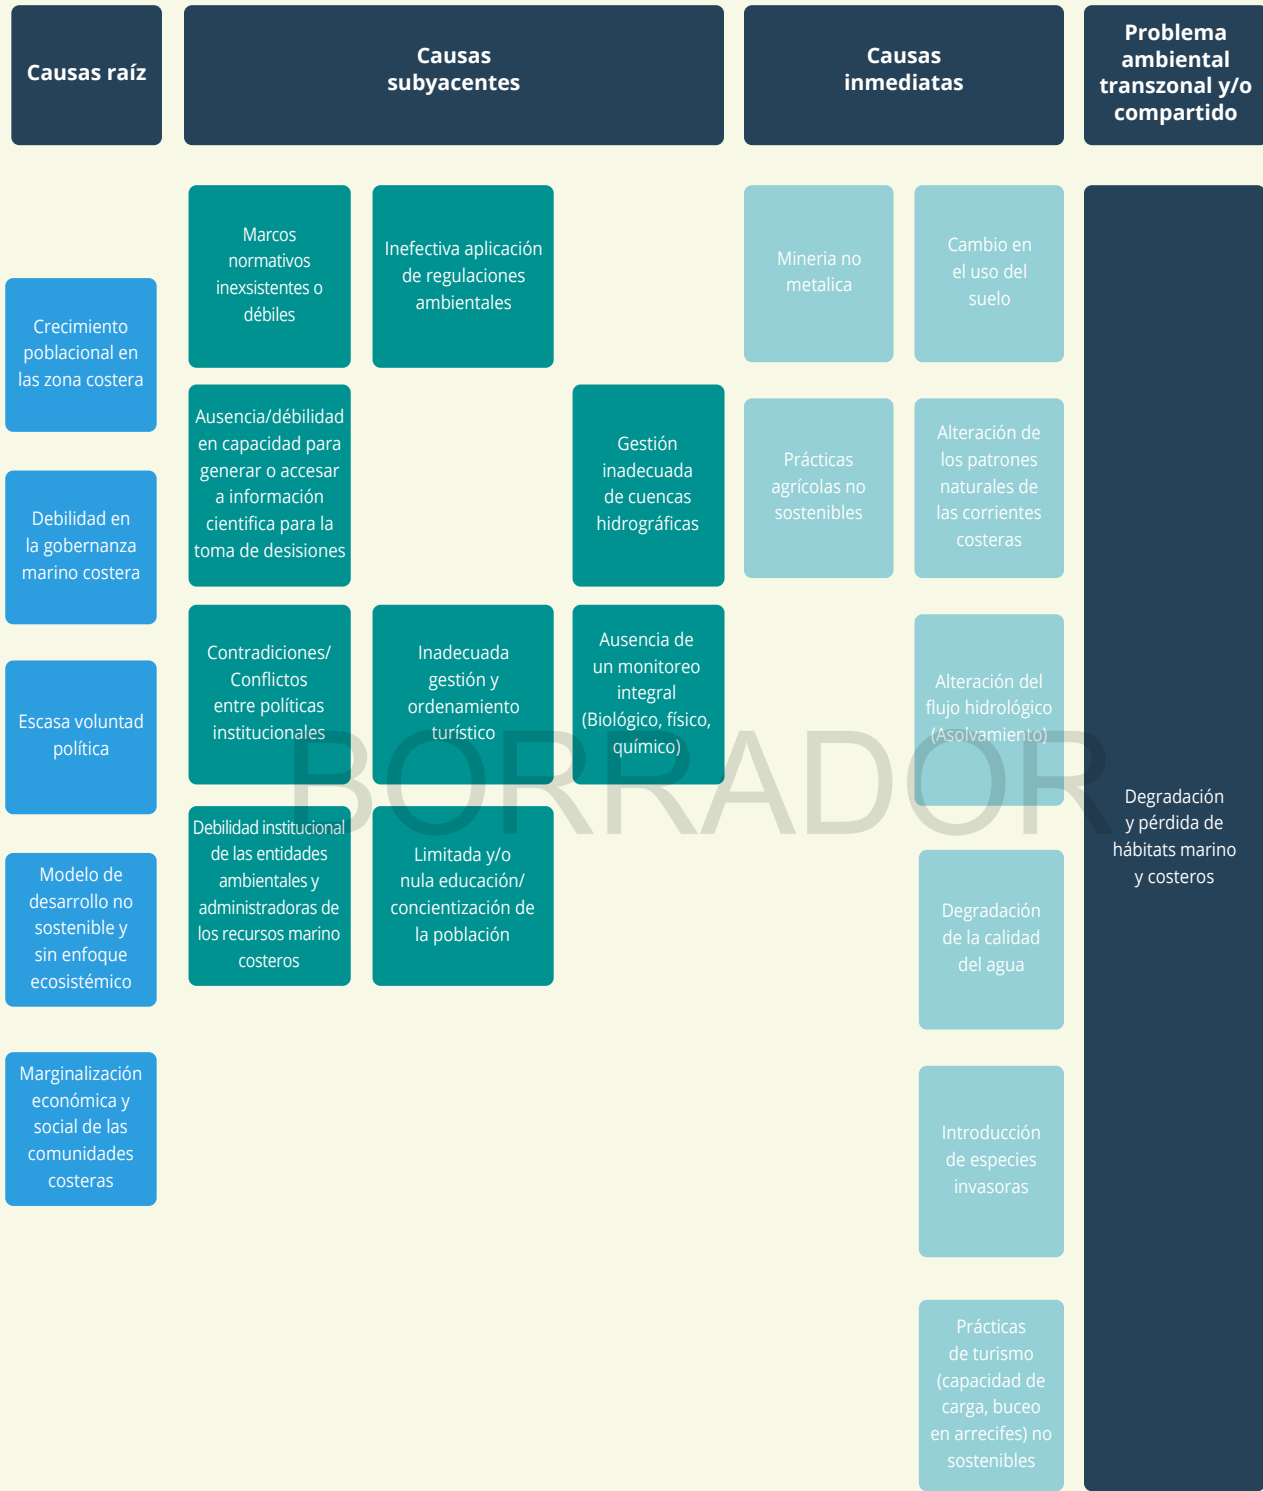 Causas raíz
Causas
subyacentes
Causas
inmediatas
Problema
ambiental
transzonal y/o
compartido
Crecimiento
poblacional en
las zona costera
Debilidad en
la gobernanza
marino costera
Escasa voluntad
política
Modelo de
desarrollo no
sostenible y
sin enfoque
ecosistémico
Marginalización
económica y
social de las
comunidades
costeras
Marcos
normativos
inexsistentes o
débiles
Inefectiva aplicación
de regulaciones
ambientales
Ausencia/débilidad
en capacidad para
generar o accesar
a información
cientifica para la
toma de desisiones
Gestión
inadecuada
de cuencas
hidrográficas
Contradiciones/
Conflictos
entre políticas
institucionales
Inadecuada
gestión y
ordenamiento
turístico
Ausencia de
un monitoreo
integral
(Biológico, físico,
químico)
Debilidad institucional
de las entidades
ambientales y
administradoras de
los recursos marino
costeros
Limitada y/o
nula educación/
concientización de
la población
Mineria no
metalica
Cambio en
el uso del
suelo
Prácticas
agrícolas no
sostenibles
Alteración de
los patrones
naturales de
las corrientes
costeras
Alteración del
flujo hidrológico
(Asolvamiento)
Degradación
de la calidad
del agua
Introducción
de especies
invasoras
Prácticas
de turismo
(capacidad de
carga, buceo
en arrecifes) no
sostenibles
Degradación
y pérdida de
hábitats marino
y costeros
BORRADOR